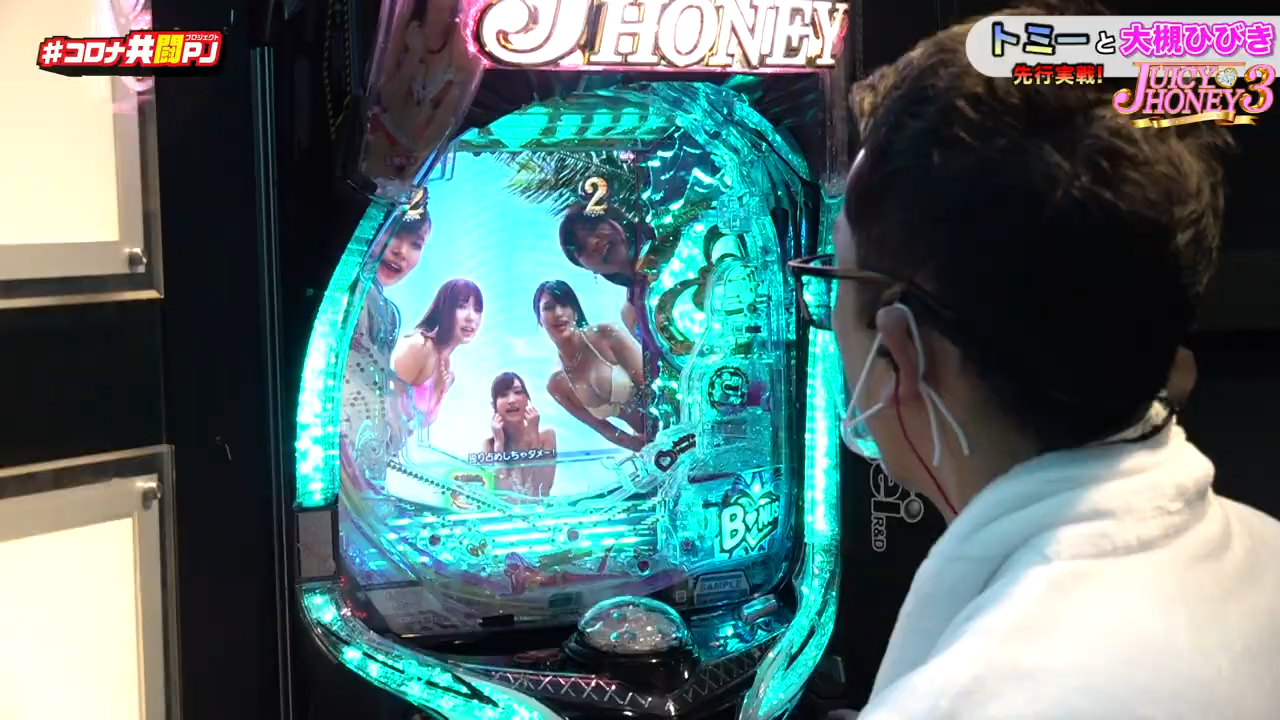 #コロナ共闘PJ
プロジェクト
トミーと大槻ひびき
先行実戦!
JUICY HONEY 3
J HONEY
2
2
独り占めしちゃダメー!
BONUS
SAMPLE
ei
R&D